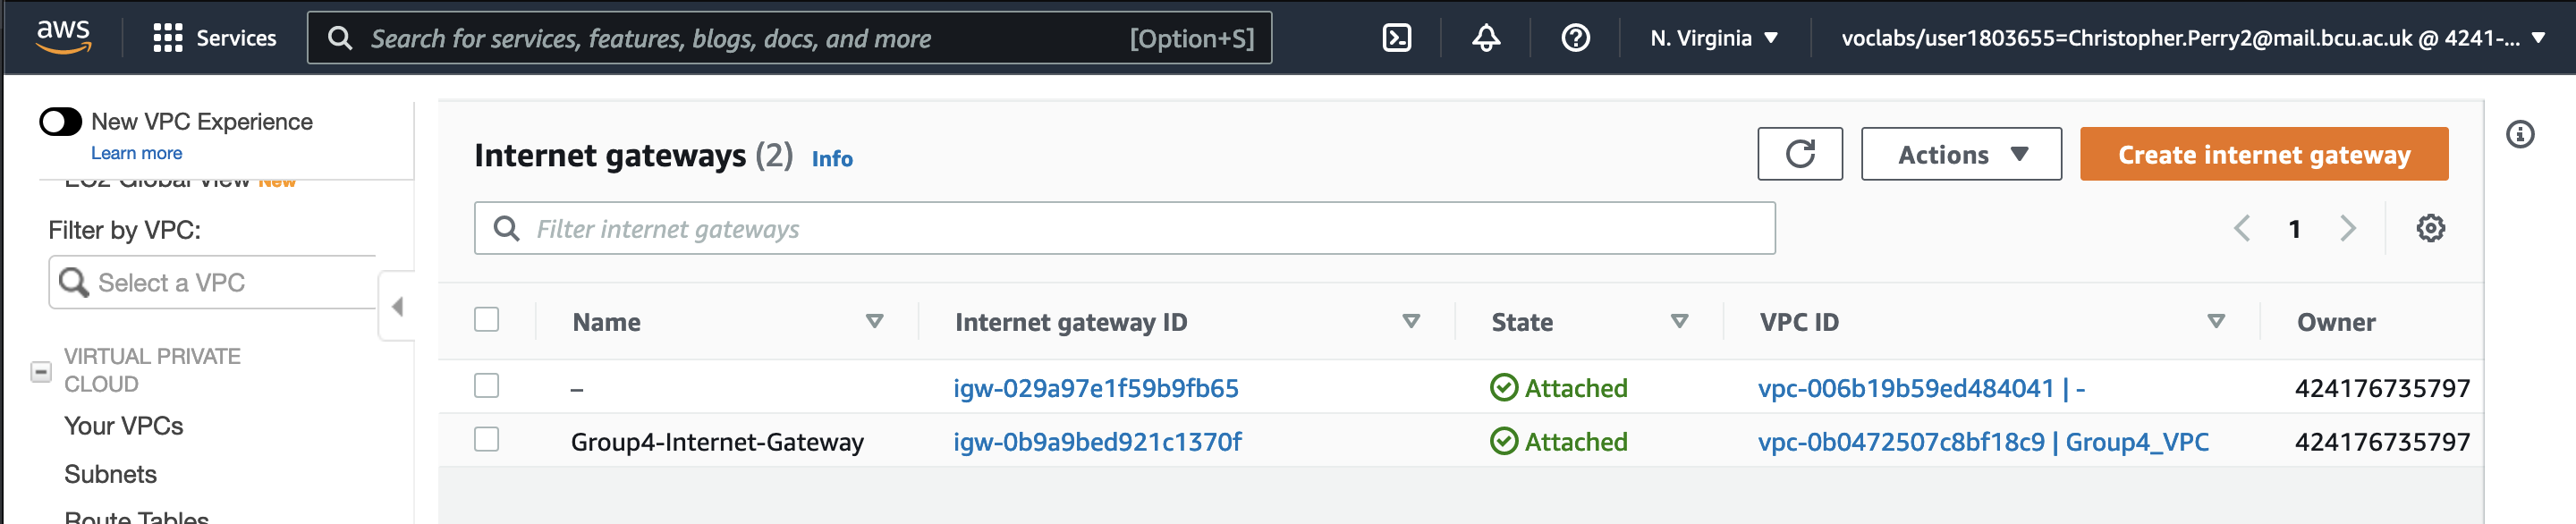 aws
Services
Search for services, features, blogs, docs, and more [Option+S]
N. Virginia
voclabs/user1803655=Christopher.Perry2@mail.bcu.ac.uk @ 4241-...
New VPC Experience
Learn more
EC2 Global View New
Filter by VPC:
Select a VPC
VIRTUAL PRIVATE
CLOUD
Your VPCs
Subnets
Route Tables
Internet gateways (2) Info
Actions
Create internet gateway
Filter internet gateways
1
Name Internet gateway ID State VPC ID Owner
– igw-029a97e1f59b9fb65 Attached vpc-006b19b59ed484041 | - 424176735797
Group4-Internet-Gateway igw-0b9a9bed921c1370f Attached vpc-0b0472507c8bf18c9 | Group4_VPC 424176735797